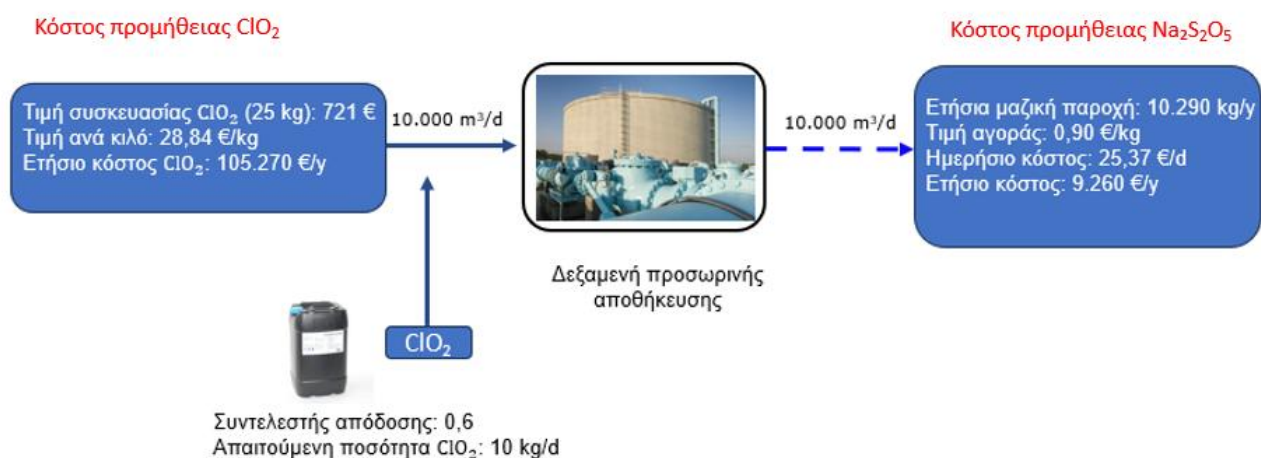 Κόστος προμήθειας ClO₂
Κόστος προμήθειας Na₂S₂O₅
Τιμή συσκευασίας ClO₂ (25 kg): 721 €
Τιμή ανά κιλό: 28,84 €/kg
Ετήσιο κόστος ClO₂: 105.270 €/y
10.000 m³/d
10.000 m³/d
Ετήσια μαζική παροχή: 10.290 kg/y
Τιμή αγοράς: 0,90 €/kg
Ημερήσιο κόστος: 25,37 €/d
Ετήσιο κόστος: 9.260 €/y
Δεξαμενή προσωρινής
αποθήκευσης
ClO₂
Συντελεστής απόδοσης: 0,6
Απαιτούμενη ποσότητα ClO₂: 10 kg/d